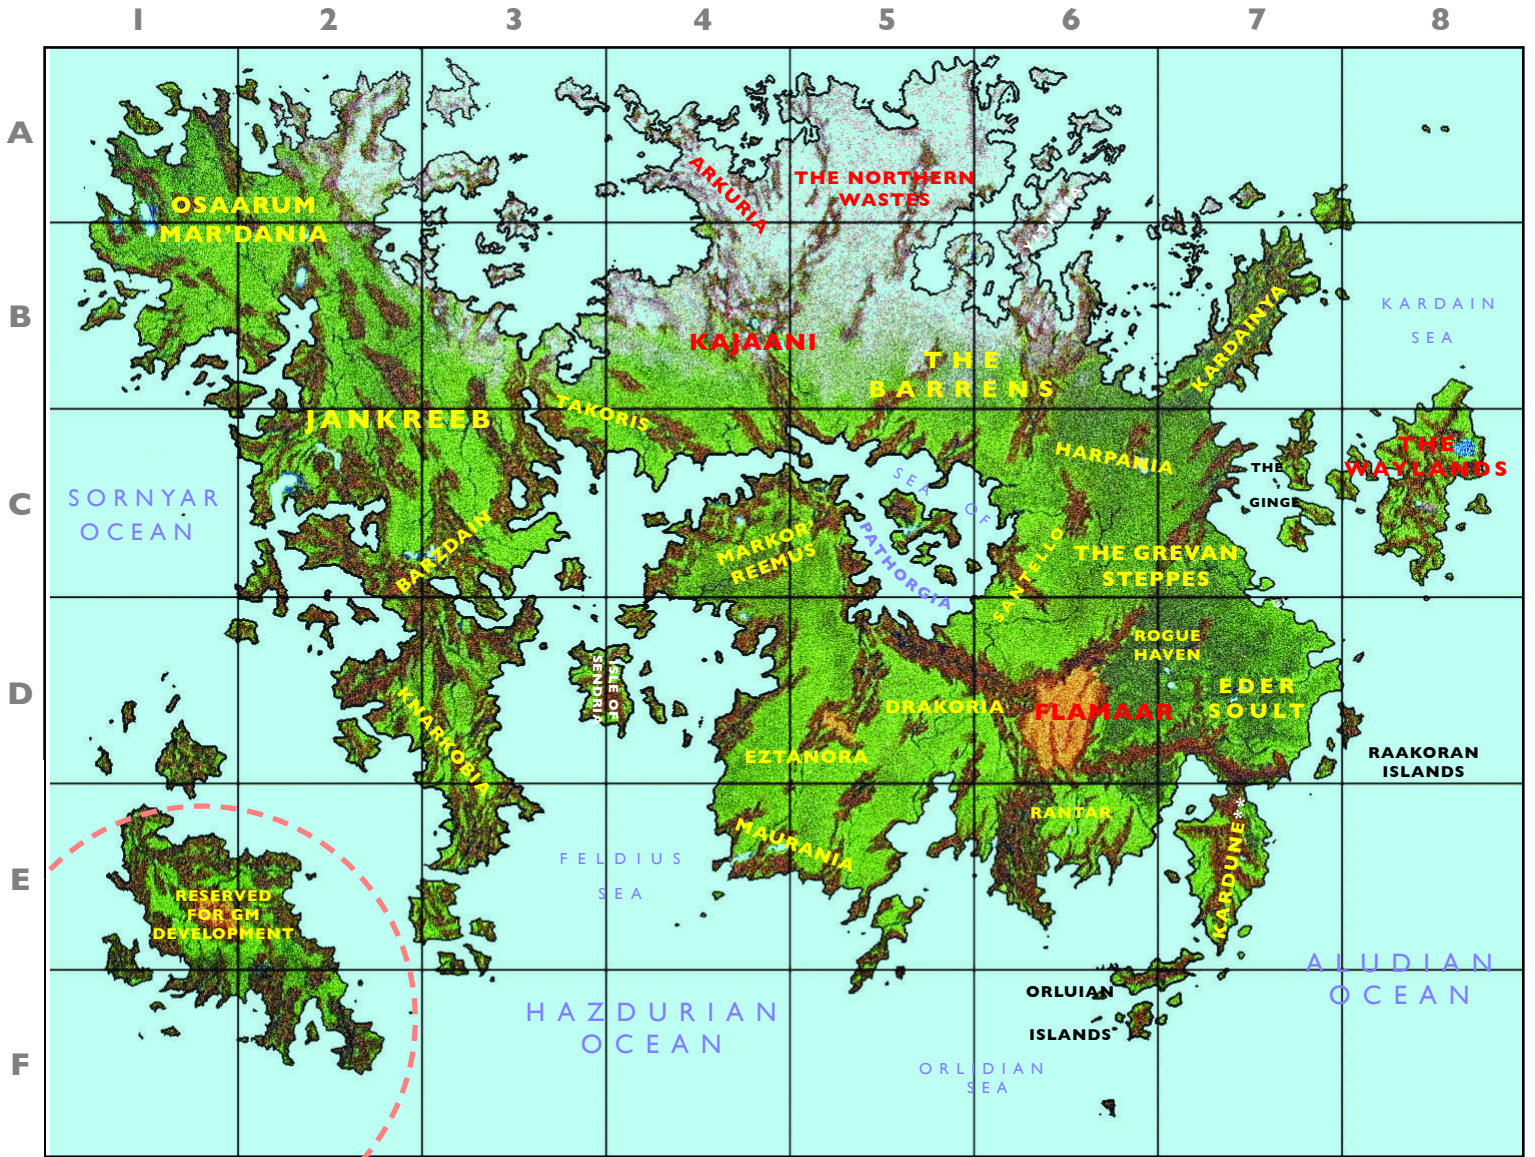 1 2 3 4 5 6 7 8
A
ARKURIA
THE NORTHERN
WASTES
OSAARUM
MAR'DANIA
B
KARDAIN
SEA
KARDAINYA
KAJAANI
THE
BARRENS
TAKORIS
JANKREEB
HARPANIA
THE
WAYLANDS
THE
GINGE
SEA OF
PATHORGIA
C
SORNYAR
OCEAN
BARZDAIN
MARKOR'
REEMUS
SANTELLO
THE GREVAN
STEPPES
ROGUE
HAVEN
D
ISLE OF
SENDRIA
KNARKOBIA
DRAKORIA
FLAMAAR
EDER
SOULT
EZTANORA
RAAKORAN
ISLANDS
RANTAR
MAURANIA
KARDUNE**
E
FELDIUS
SEA
RESERVED
FOR GM
DEVELOPMENT
ALUDIAN
OCEAN
ORLUIAN
ISLANDS
HAZDURIAN
OCEAN
F
ORLIDIAN
SEA